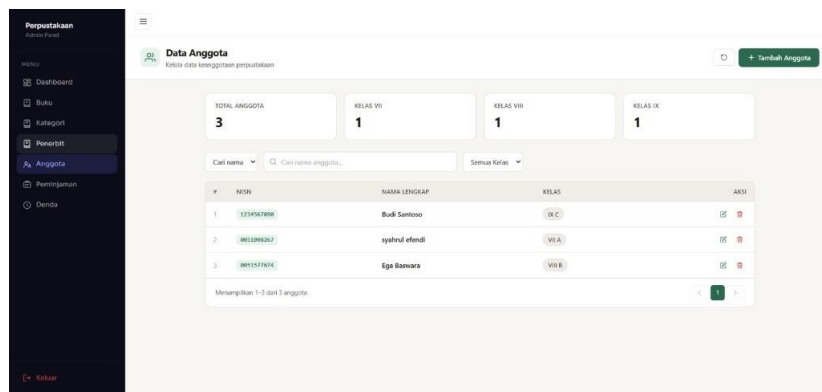 Perpustakaan
Admin Panel
MENU
Dashboard
Buku
Kategori
Penerbit
Anggota
Peminjaman
Denda
Keluar
Data Anggota
Kelola data keanggotaan perpustakaan
+ Tambah Anggota
TOTAL ANGGOTA
3
KELAS VII
1
KELAS VIII
1
KELAS IX
1
Cari nama
Cari nama anggota...
Semua Kelas
# NISN NAMA LENGKAP KELAS AKSI
1 1234567890 Budi Santoso IX C
2 0051900267 syahrul efendi VII A
3 0051577674 Ega Baswara VIII B
Menampilkan 1-3 dari 3 anggota
< 1 >